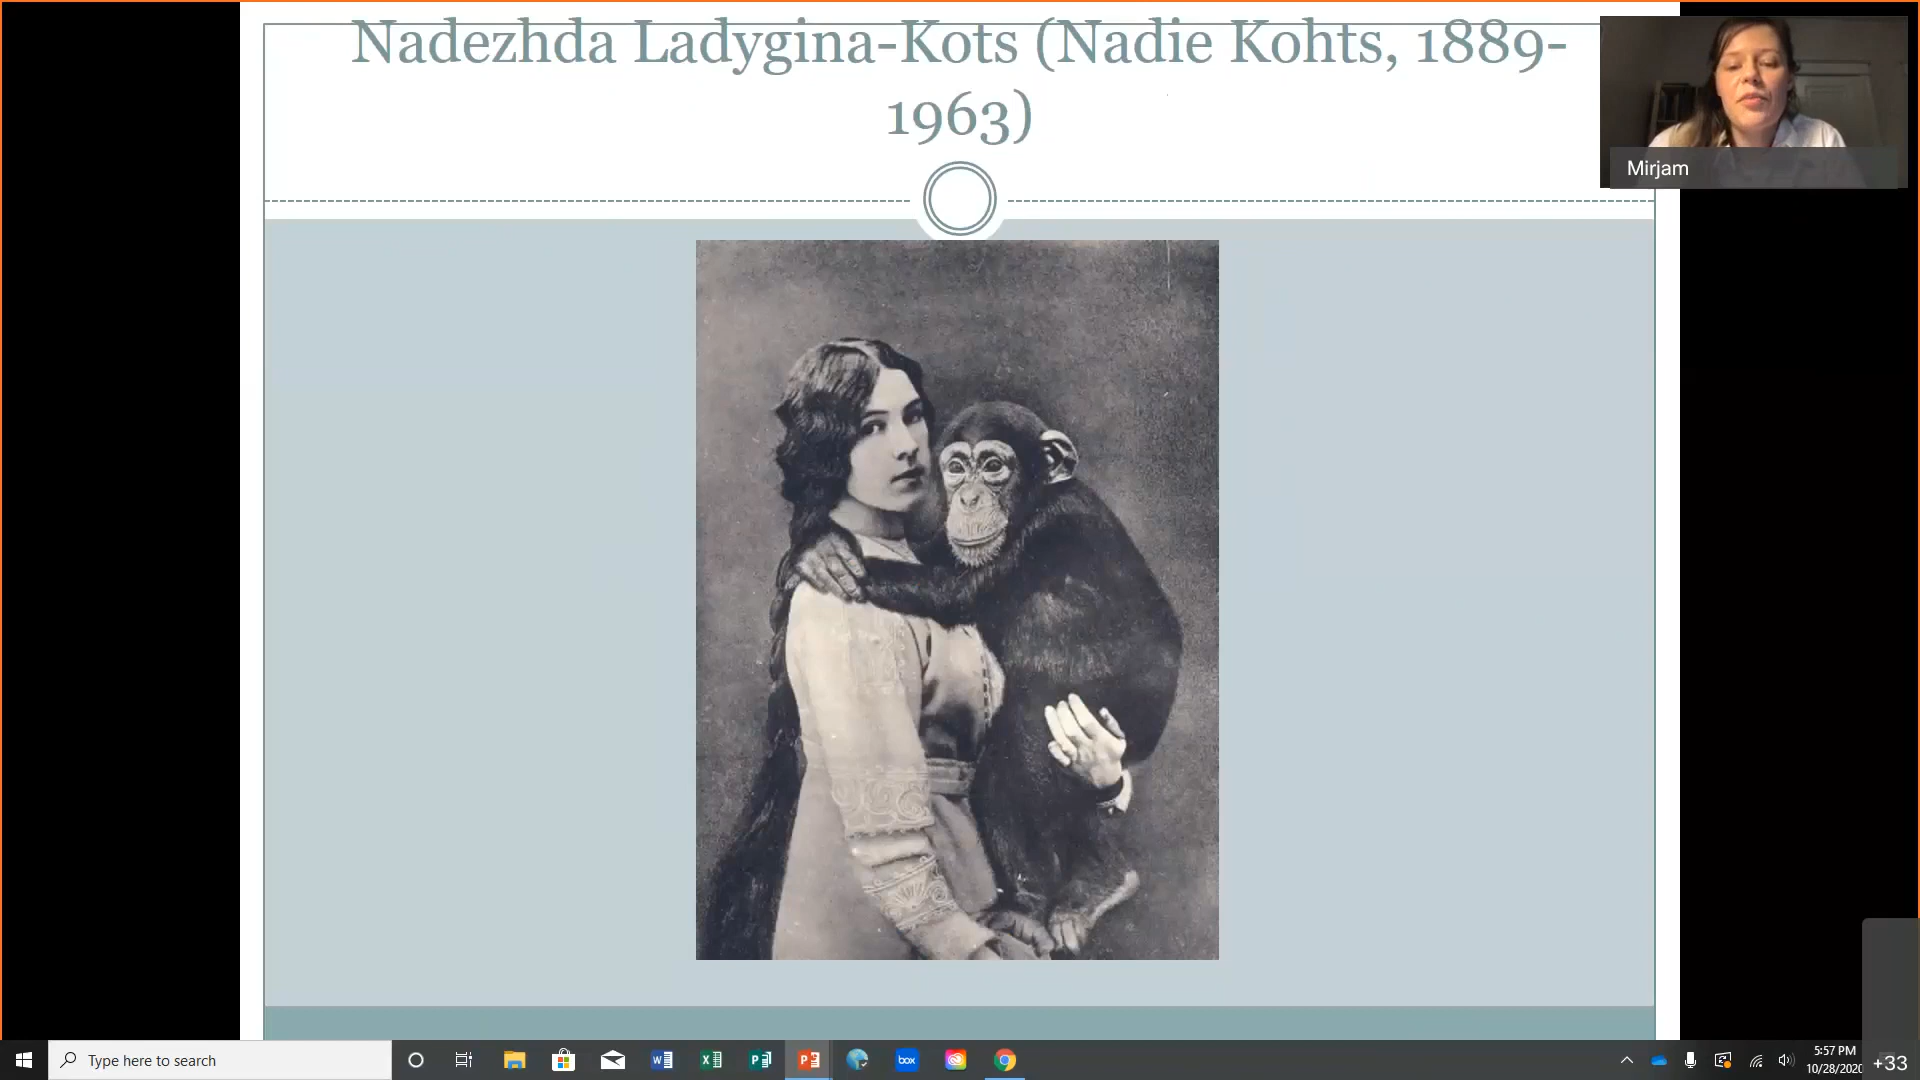 Nadezhda Ladygina-Kots (Nadie Kohts, 1889-
1963)
Mirjam
Type here to search
box
5:57 PM
10/28/2020
+33